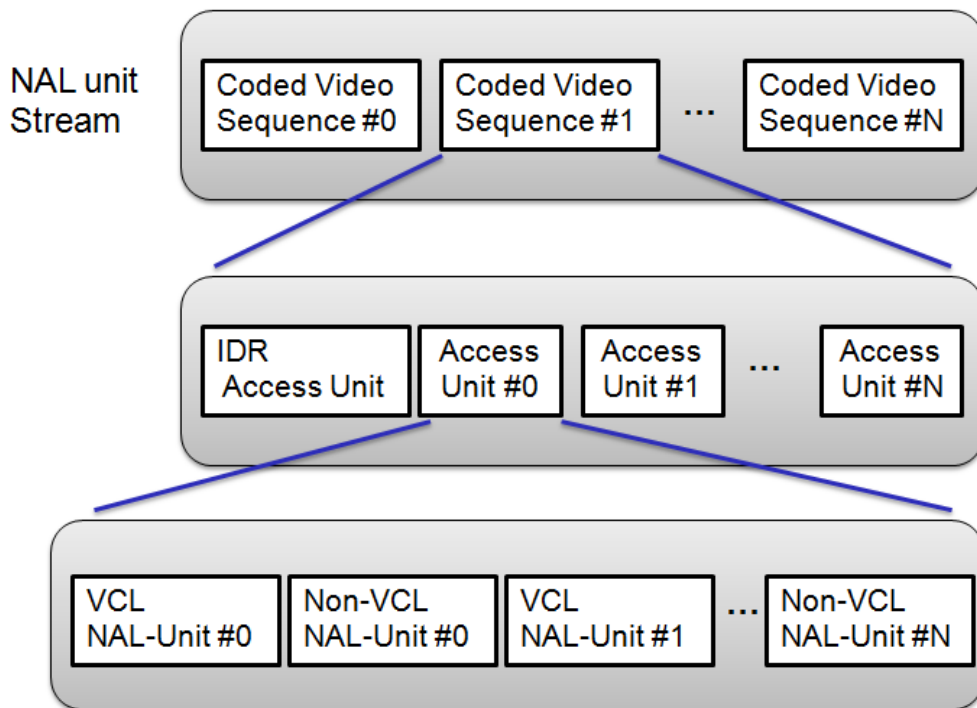 NAL unit
Stream
Coded Video
Sequence #0
Coded Video
Sequence #1
...
Coded Video
Sequence #N
IDR
Access Unit
Access
Unit #0
Access
Unit #1
...
Access
Unit #N
VCL
NAL-Unit #0
Non-VCL
NAL-Unit #0
VCL
NAL-Unit #1
...
Non-VCL
NAL-Unit #N